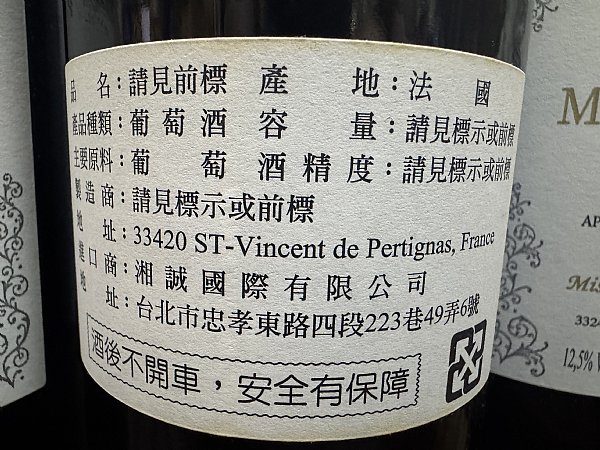 品名：請見前標 產地：法國
產品種類：葡萄酒 容量：請見標示或前標
主要原料：葡萄 酒精度：請見標示或前標
製造商：請見標示或前標
地址：33420 ST-Vincent de Pertignas, France
進口商：湘誠國際有限公司
地址：台北市忠孝東路四段223巷49弄6號
酒後不開車，安全有保障
M
AP
Mis
3324
12,5% V